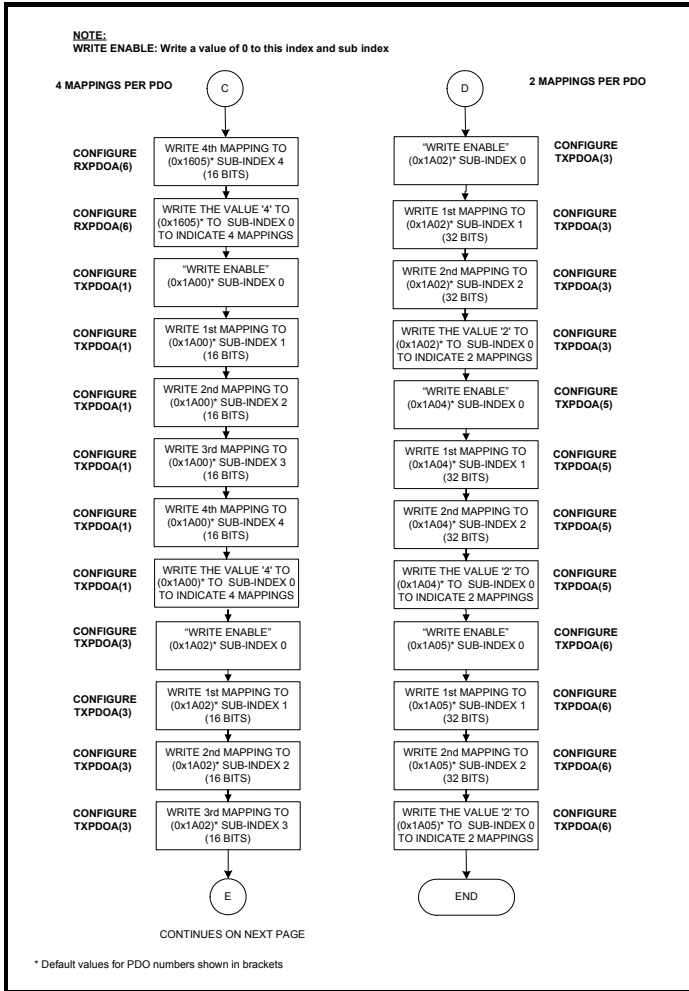 NOTE:
WRITE ENABLE: Write a value of 0 to this index and sub index
4 MAPPINGS PER PDO
C
CONFIGURE
RXPDOA(6)
WRITE 4th MAPPING TO
(0x1605)* SUB-INDEX 4
(16 BITS)
CONFIGURE
RXPDOA(6)
WRITE THE VALUE '4' TO
(0x1605)* TO SUB-INDEX 0
TO INDICATE 4 MAPPINGS
CONFIGURE
TXPDOA(1)
“WRITE ENABLE”
(0x1A00)* SUB-INDEX 0
CONFIGURE
TXPDOA(1)
WRITE 1st MAPPING TO
(0x1A00)* SUB-INDEX 1
(16 BITS)
CONFIGURE
TXPDOA(1)
WRITE 2nd MAPPING TO
(0x1A00)* SUB-INDEX 2
(16 BITS)
CONFIGURE
TXPDOA(1)
WRITE 3rd MAPPING TO
(0x1A00)* SUB-INDEX 3
(16 BITS)
CONFIGURE
TXPDOA(1)
WRITE 4th MAPPING TO
(0x1A00)* SUB-INDEX 4
(16 BITS)
CONFIGURE
TXPDOA(1)
WRITE THE VALUE '4' TO
(0x1A00)* TO SUB-INDEX 0
TO INDICATE 4 MAPPINGS
CONFIGURE
TXPDOA(3)
“WRITE ENABLE”
(0x1A02)* SUB-INDEX 0
CONFIGURE
TXPDOA(3)
WRITE 1st MAPPING TO
(0x1A02)* SUB-INDEX 1
(16 BITS)
CONFIGURE
TXPDOA(3)
WRITE 2nd MAPPING TO
(0x1A02)* SUB-INDEX 2
(16 BITS)
CONFIGURE
TXPDOA(3)
WRITE 3rd MAPPING TO
(0x1A02)* SUB-INDEX 3
(16 BITS)
E
CONTINUES ON NEXT PAGE
D
2 MAPPINGS PER PDO
“WRITE ENABLE”
(0x1A02)* SUB-INDEX 0
CONFIGURE
TXPDOA(3)
WRITE 1st MAPPING TO
(0x1A02)* SUB-INDEX 1
(32 BITS)
CONFIGURE
TXPDOA(3)
WRITE 2nd MAPPING TO
(0x1A02)* SUB-INDEX 2
(32 BITS)
CONFIGURE
TXPDOA(3)
WRITE THE VALUE '2' TO
(0x1A02)* TO SUB-INDEX 0
TO INDICATE 2 MAPPINGS
CONFIGURE
TXPDOA(3)
“WRITE ENABLE”
(0x1A04)* SUB-INDEX 0
CONFIGURE
TXPDOA(5)
WRITE 1st MAPPING TO
(0x1A04)* SUB-INDEX 1
(32 BITS)
CONFIGURE
TXPDOA(5)
WRITE 2nd MAPPING TO
(0x1A04)* SUB-INDEX 2
(32 BITS)
CONFIGURE
TXPDOA(5)
WRITE THE VALUE '2' TO
(0x1A04)* TO SUB-INDEX 0
TO INDICATE 2 MAPPINGS
CONFIGURE
TXPDOA(5)
“WRITE ENABLE”
(0x1A05)* SUB-INDEX 0
CONFIGURE
TXPDOA(6)
WRITE 1st MAPPING TO
(0x1A05)* SUB-INDEX 1
(32 BITS)
CONFIGURE
TXPDOA(6)
WRITE 2nd MAPPING TO
(0x1A05)* SUB-INDEX 2
(32 BITS)
CONFIGURE
TXPDOA(6)
WRITE THE VALUE '2' TO
(0x1A05)* TO SUB-INDEX 0
TO INDICATE 2 MAPPINGS
CONFIGURE
TXPDOA(6)
END
* Default values for PDO numbers shown in brackets